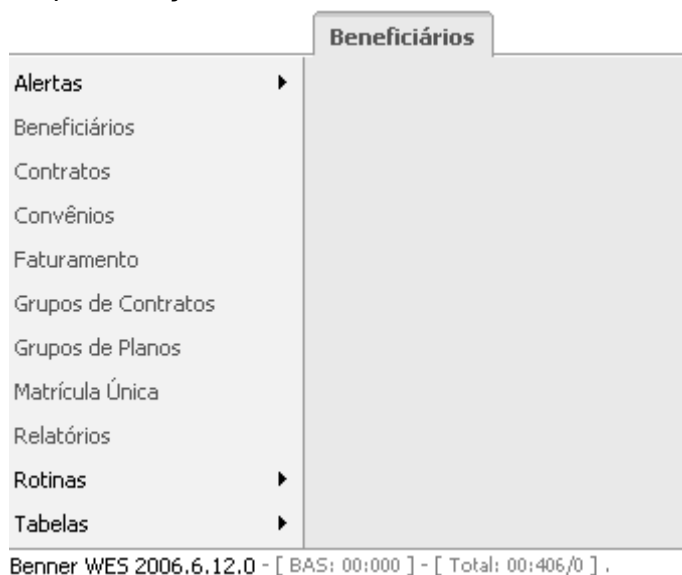 Beneficiários
Alertas
Beneficiários
Contratos
Convênios
Faturamento
Grupos de Contratos
Grupos de Planos
Matrícula Única
Relatórios
Rotinas
Tabelas
Benner WES 2006.6.12.0 - [ BAS: 00:000 ] - [ Total: 00:406/0 ] .